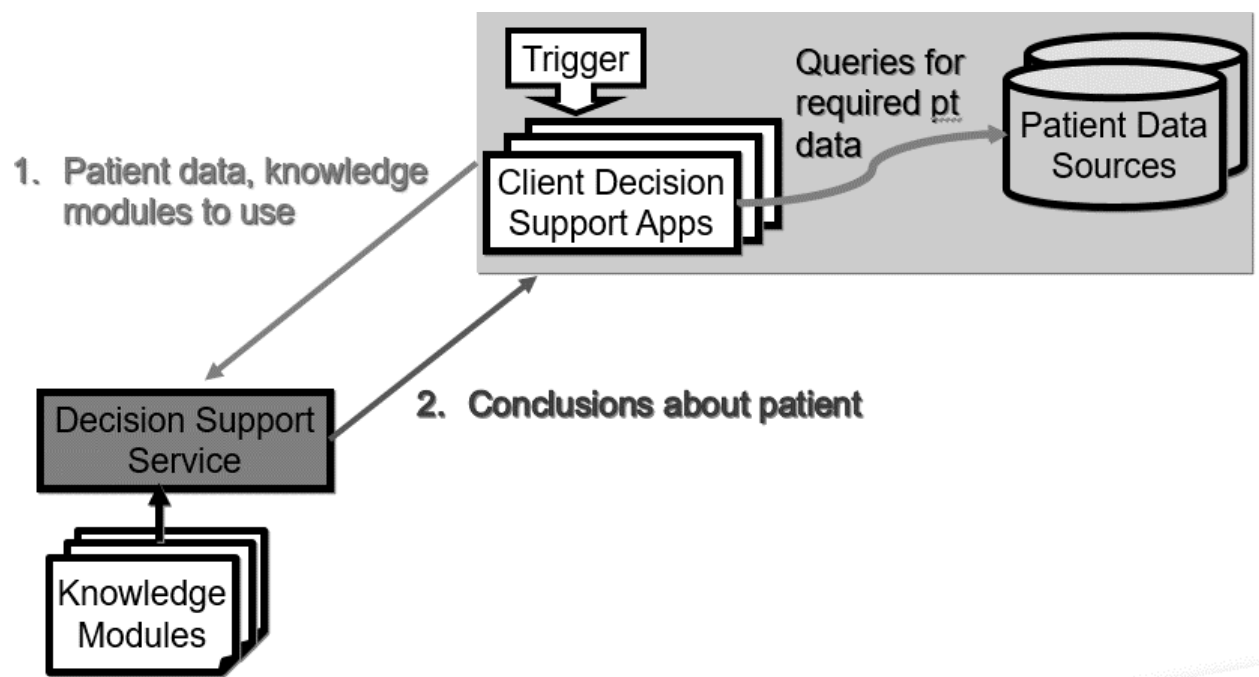 Trigger
Queries for
required pt
data
Patient Data
Sources
Client Decision
Support Apps
1. Patient data, knowledge
modules to use
2. Conclusions about patient
Decision Support
Service
Knowledge
Modules